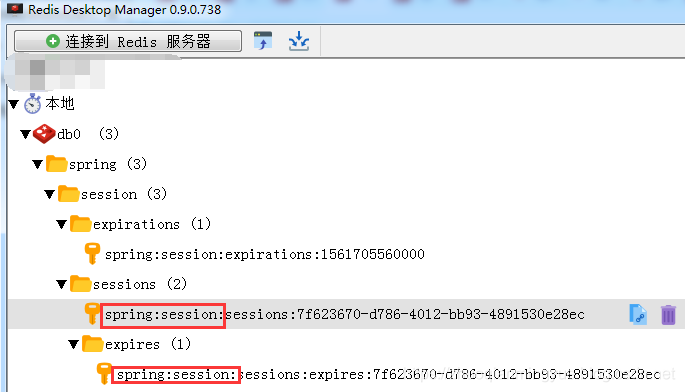 Redis Desktop Manager 0.9.0.738
连接到 Redis 服务器
本地
db0 (3)
spring (3)
session (3)
expirations (1)
spring:session:expirations:1561705560000
sessions (2)
spring:session:sessions:7f623670-d786-4012-bb93-4891530e28ec
expires (1)
spring:session:sessions:expires:7f623670-d786-4012-bb93-4891530e28ec